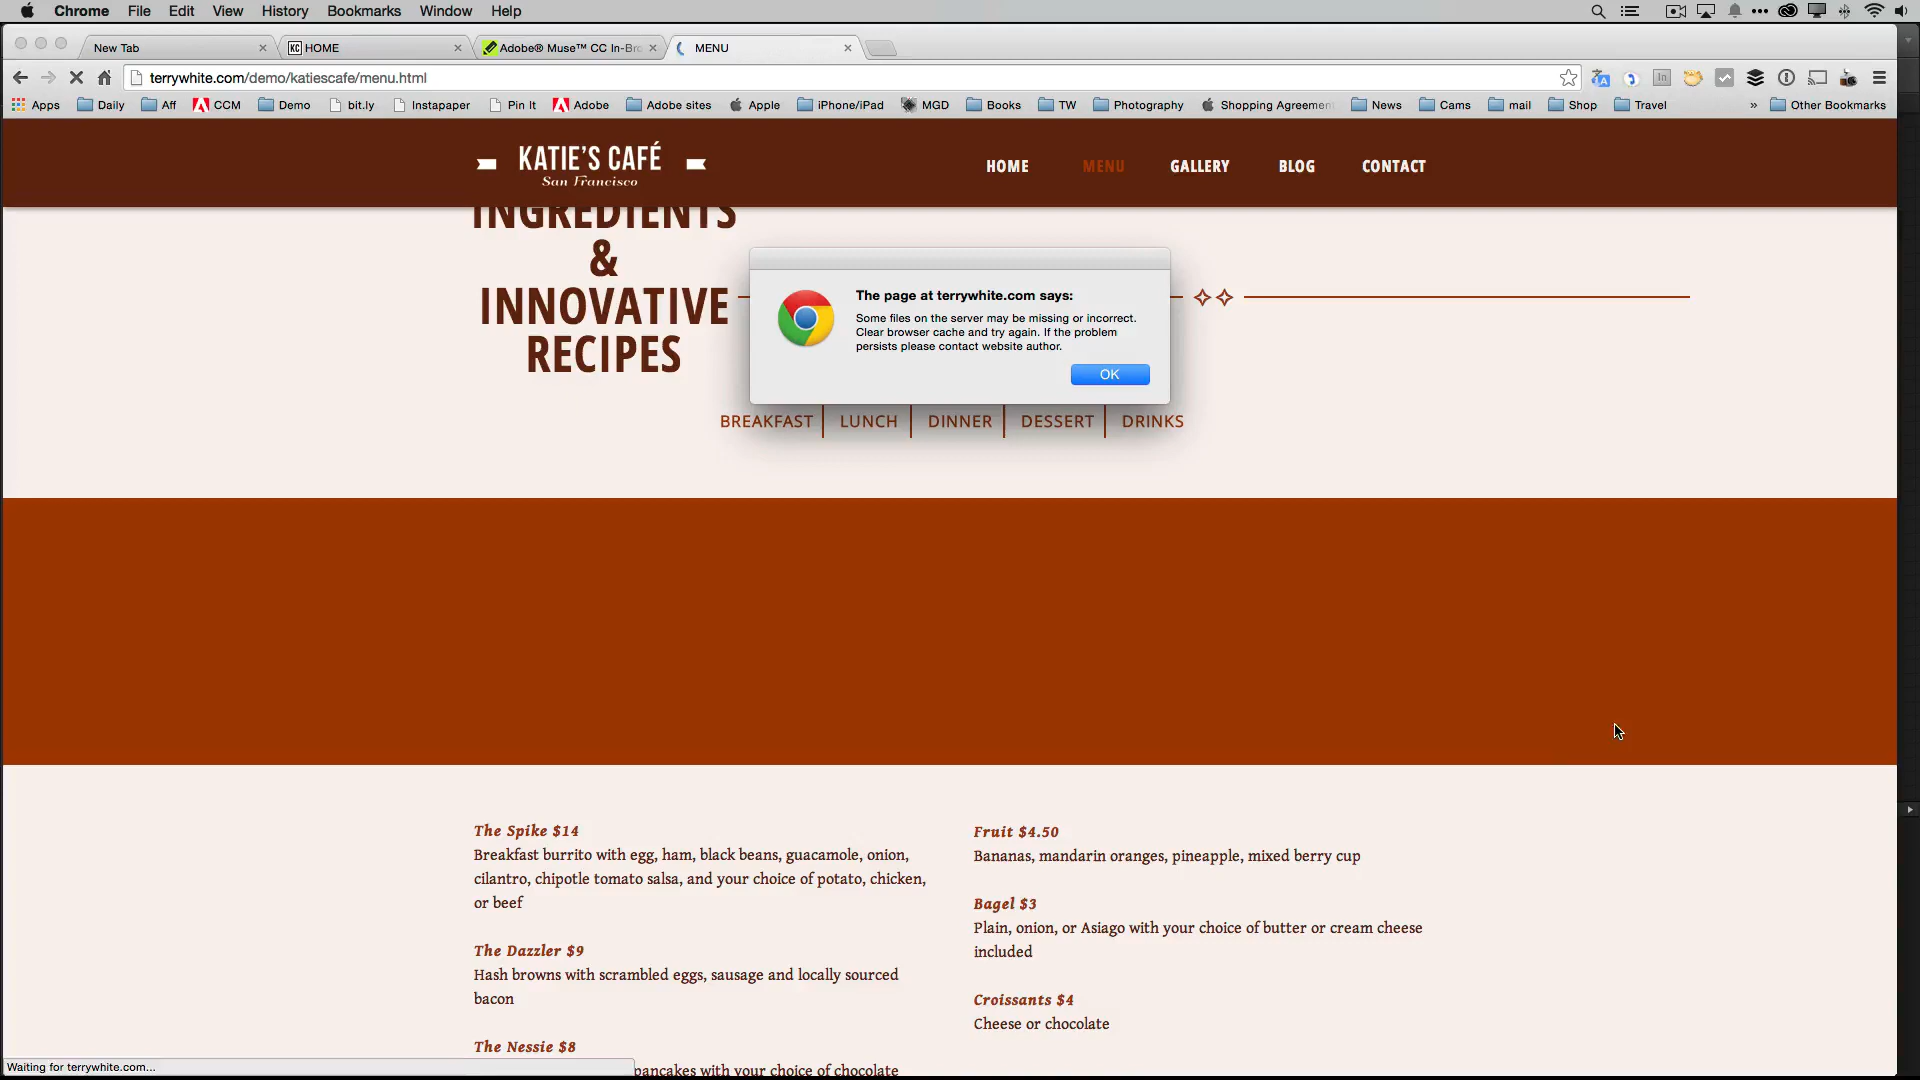 Chrome File Edit View History Bookmarks Window Help
New Tab
KC HOME
Adobe® Muse™ CC In-Bro
MENU
terrywhite.com/demo/katiescafe/menu.html
Apps Daily Aff CCM Demo bit.ly Instapaper Pin It Adobe Adobe sites Apple iPhone/iPad MGD Books TW Photography Shopping Agreemen News Cams mail Shop Travel » Other Bookmarks
KATIE'S CAFÉ
San Francisco
HOME MENU GALLERY BLOG CONTACT
INGREDIENTS
&
INNOVATIVE
RECIPES
The page at terrywhite.com says:
Some files on the server may be missing or incorrect.
Clear browser cache and try again. If the problem
persists please contact website author.
OK
BREAKFAST LUNCH DINNER DESSERT DRINKS
The Spike $14
Breakfast burrito with egg, ham, black beans, guacamole, onion,
cilantro, chipotle tomato salsa, and your choice of potato, chicken,
or beef
The Dazzler $9
Hash browns with scrambled eggs, sausage and locally sourced
bacon
The Nessie $8
pancakes with your choice of chocolate
Fruit $4.50
Bananas, mandarin oranges, pineapple, mixed berry cup
Bagel $3
Plain, onion, or Asiago with your choice of butter or cream cheese
included
Croissants $4
Cheese or chocolate
Waiting for terrywhite.com...